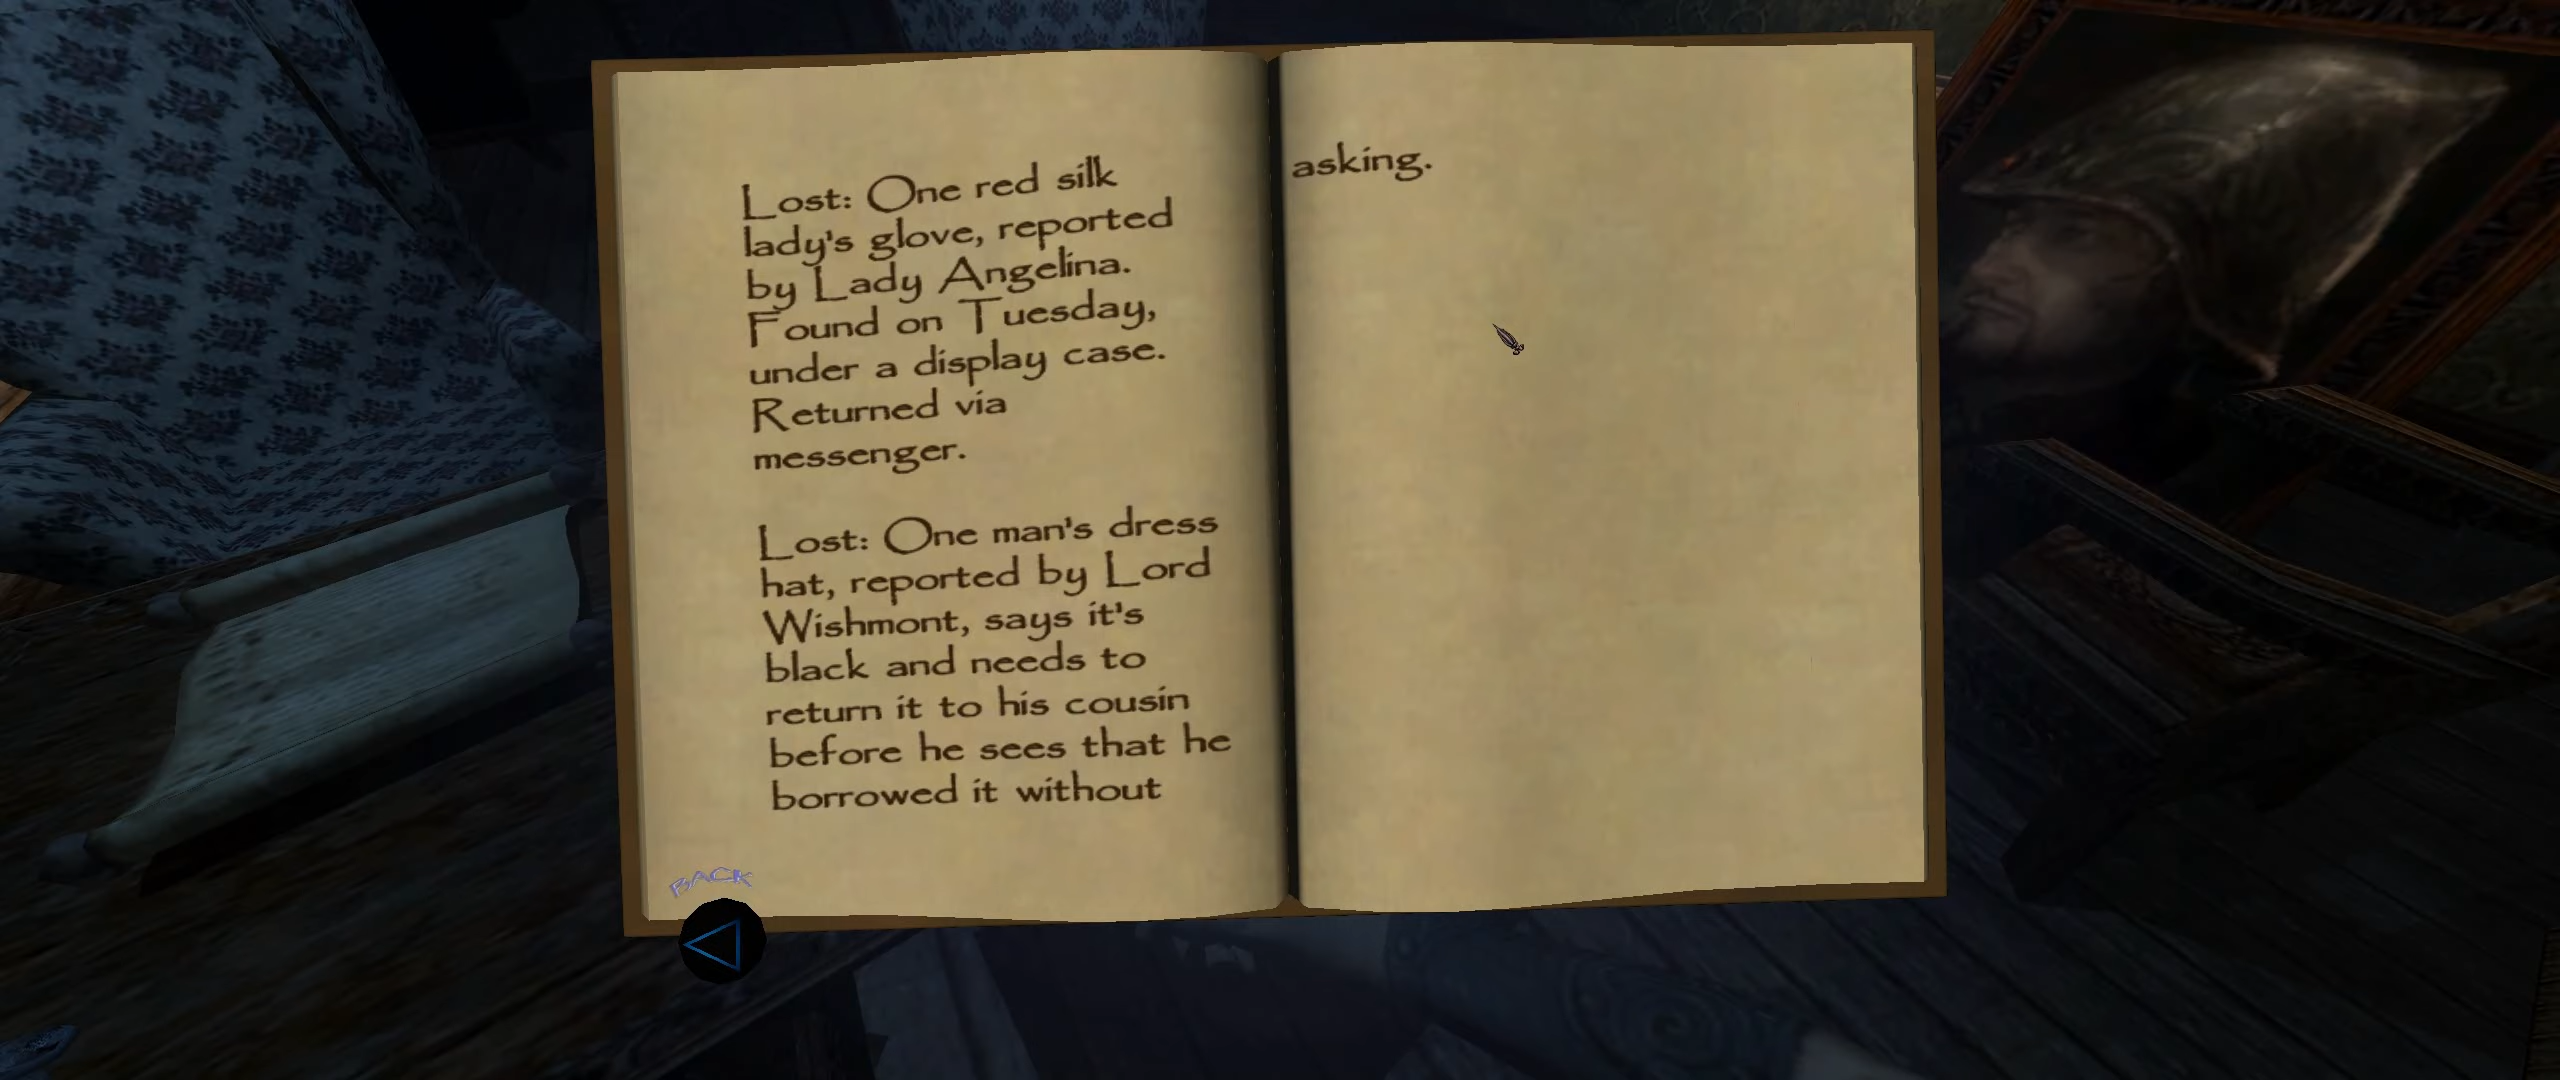 Lost: One red silk
lady's glove, reported
by Lady Angelina.
Found on Tuesday,
under a display case.
Returned via
messenger.
Lost: One man's dress
hat, reported by Lord
Wishmont, says it's
black and needs to
return it to his cousin
before he sees that he
borrowed it without
asking.
BACK